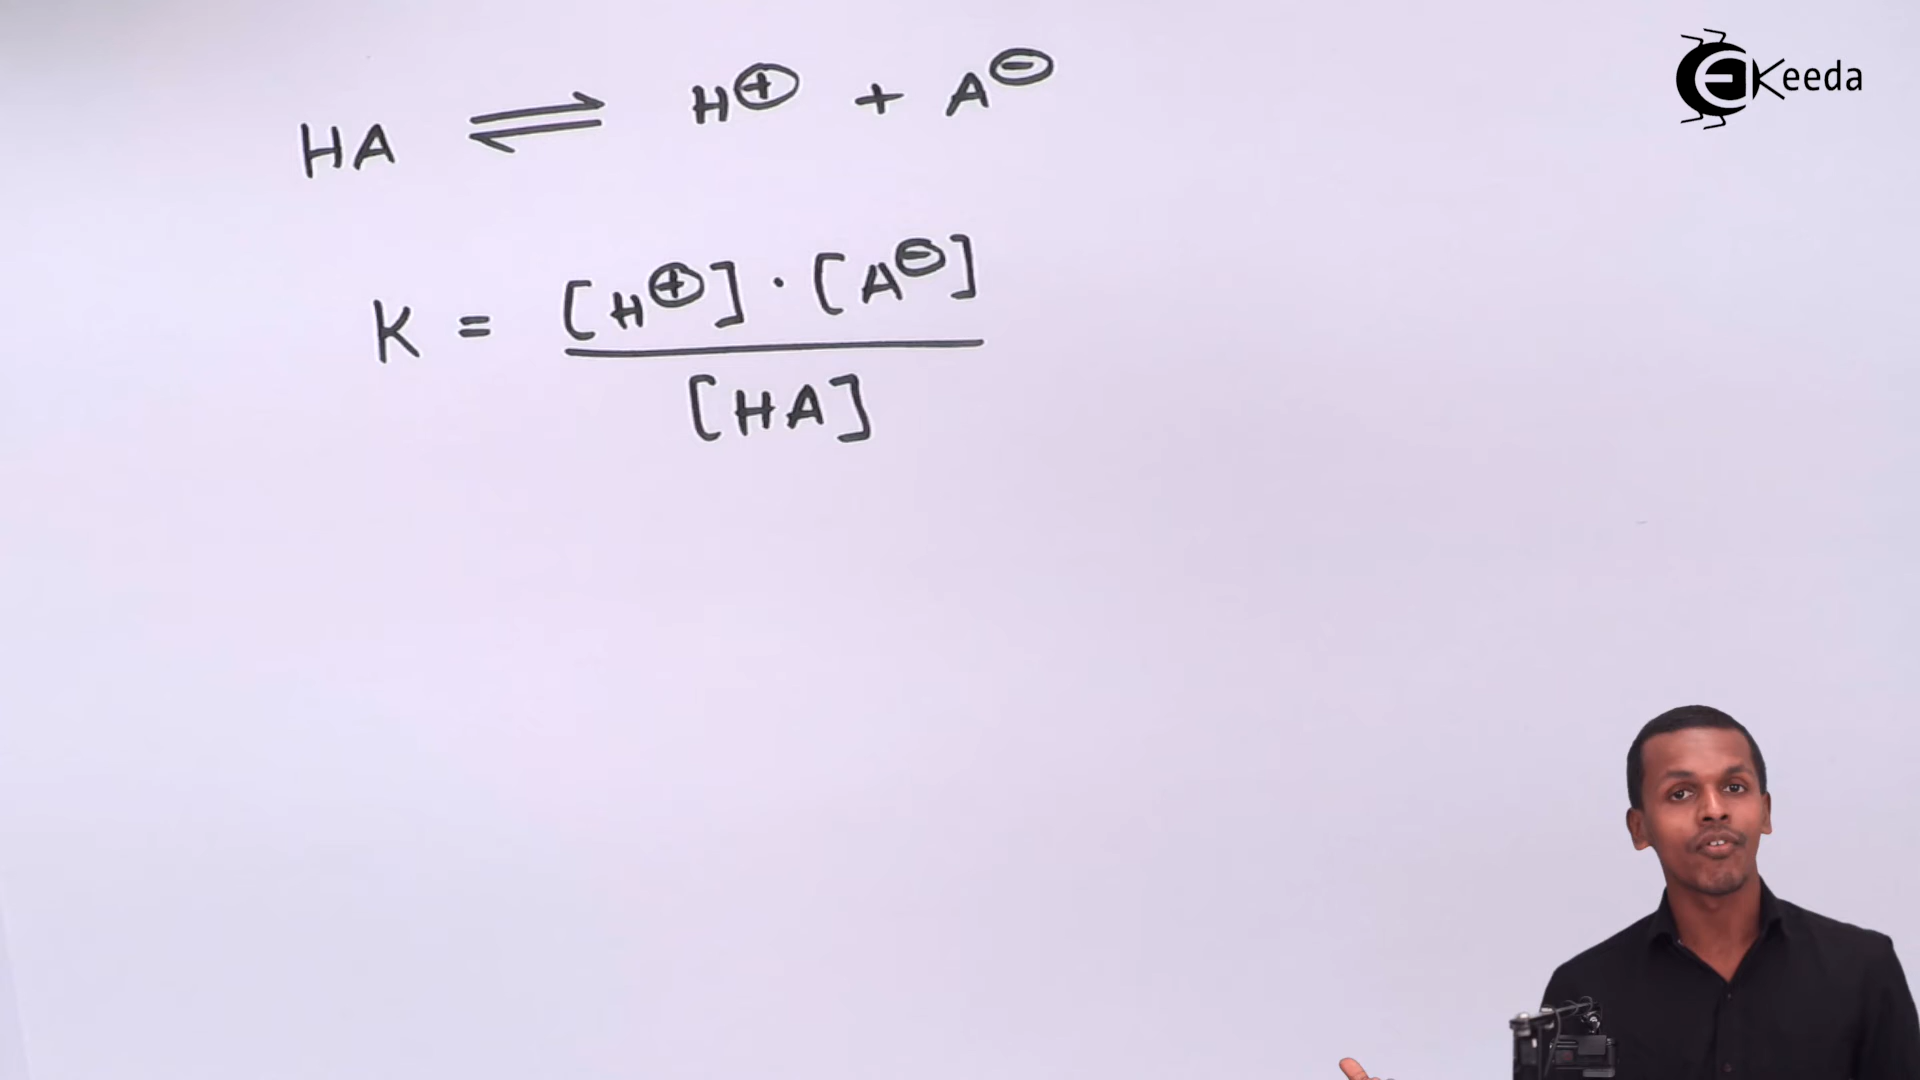 HA ⇌ H⊕ + A⊖
K = [H⊕] · [A⊖]
[HA]
EKeeda